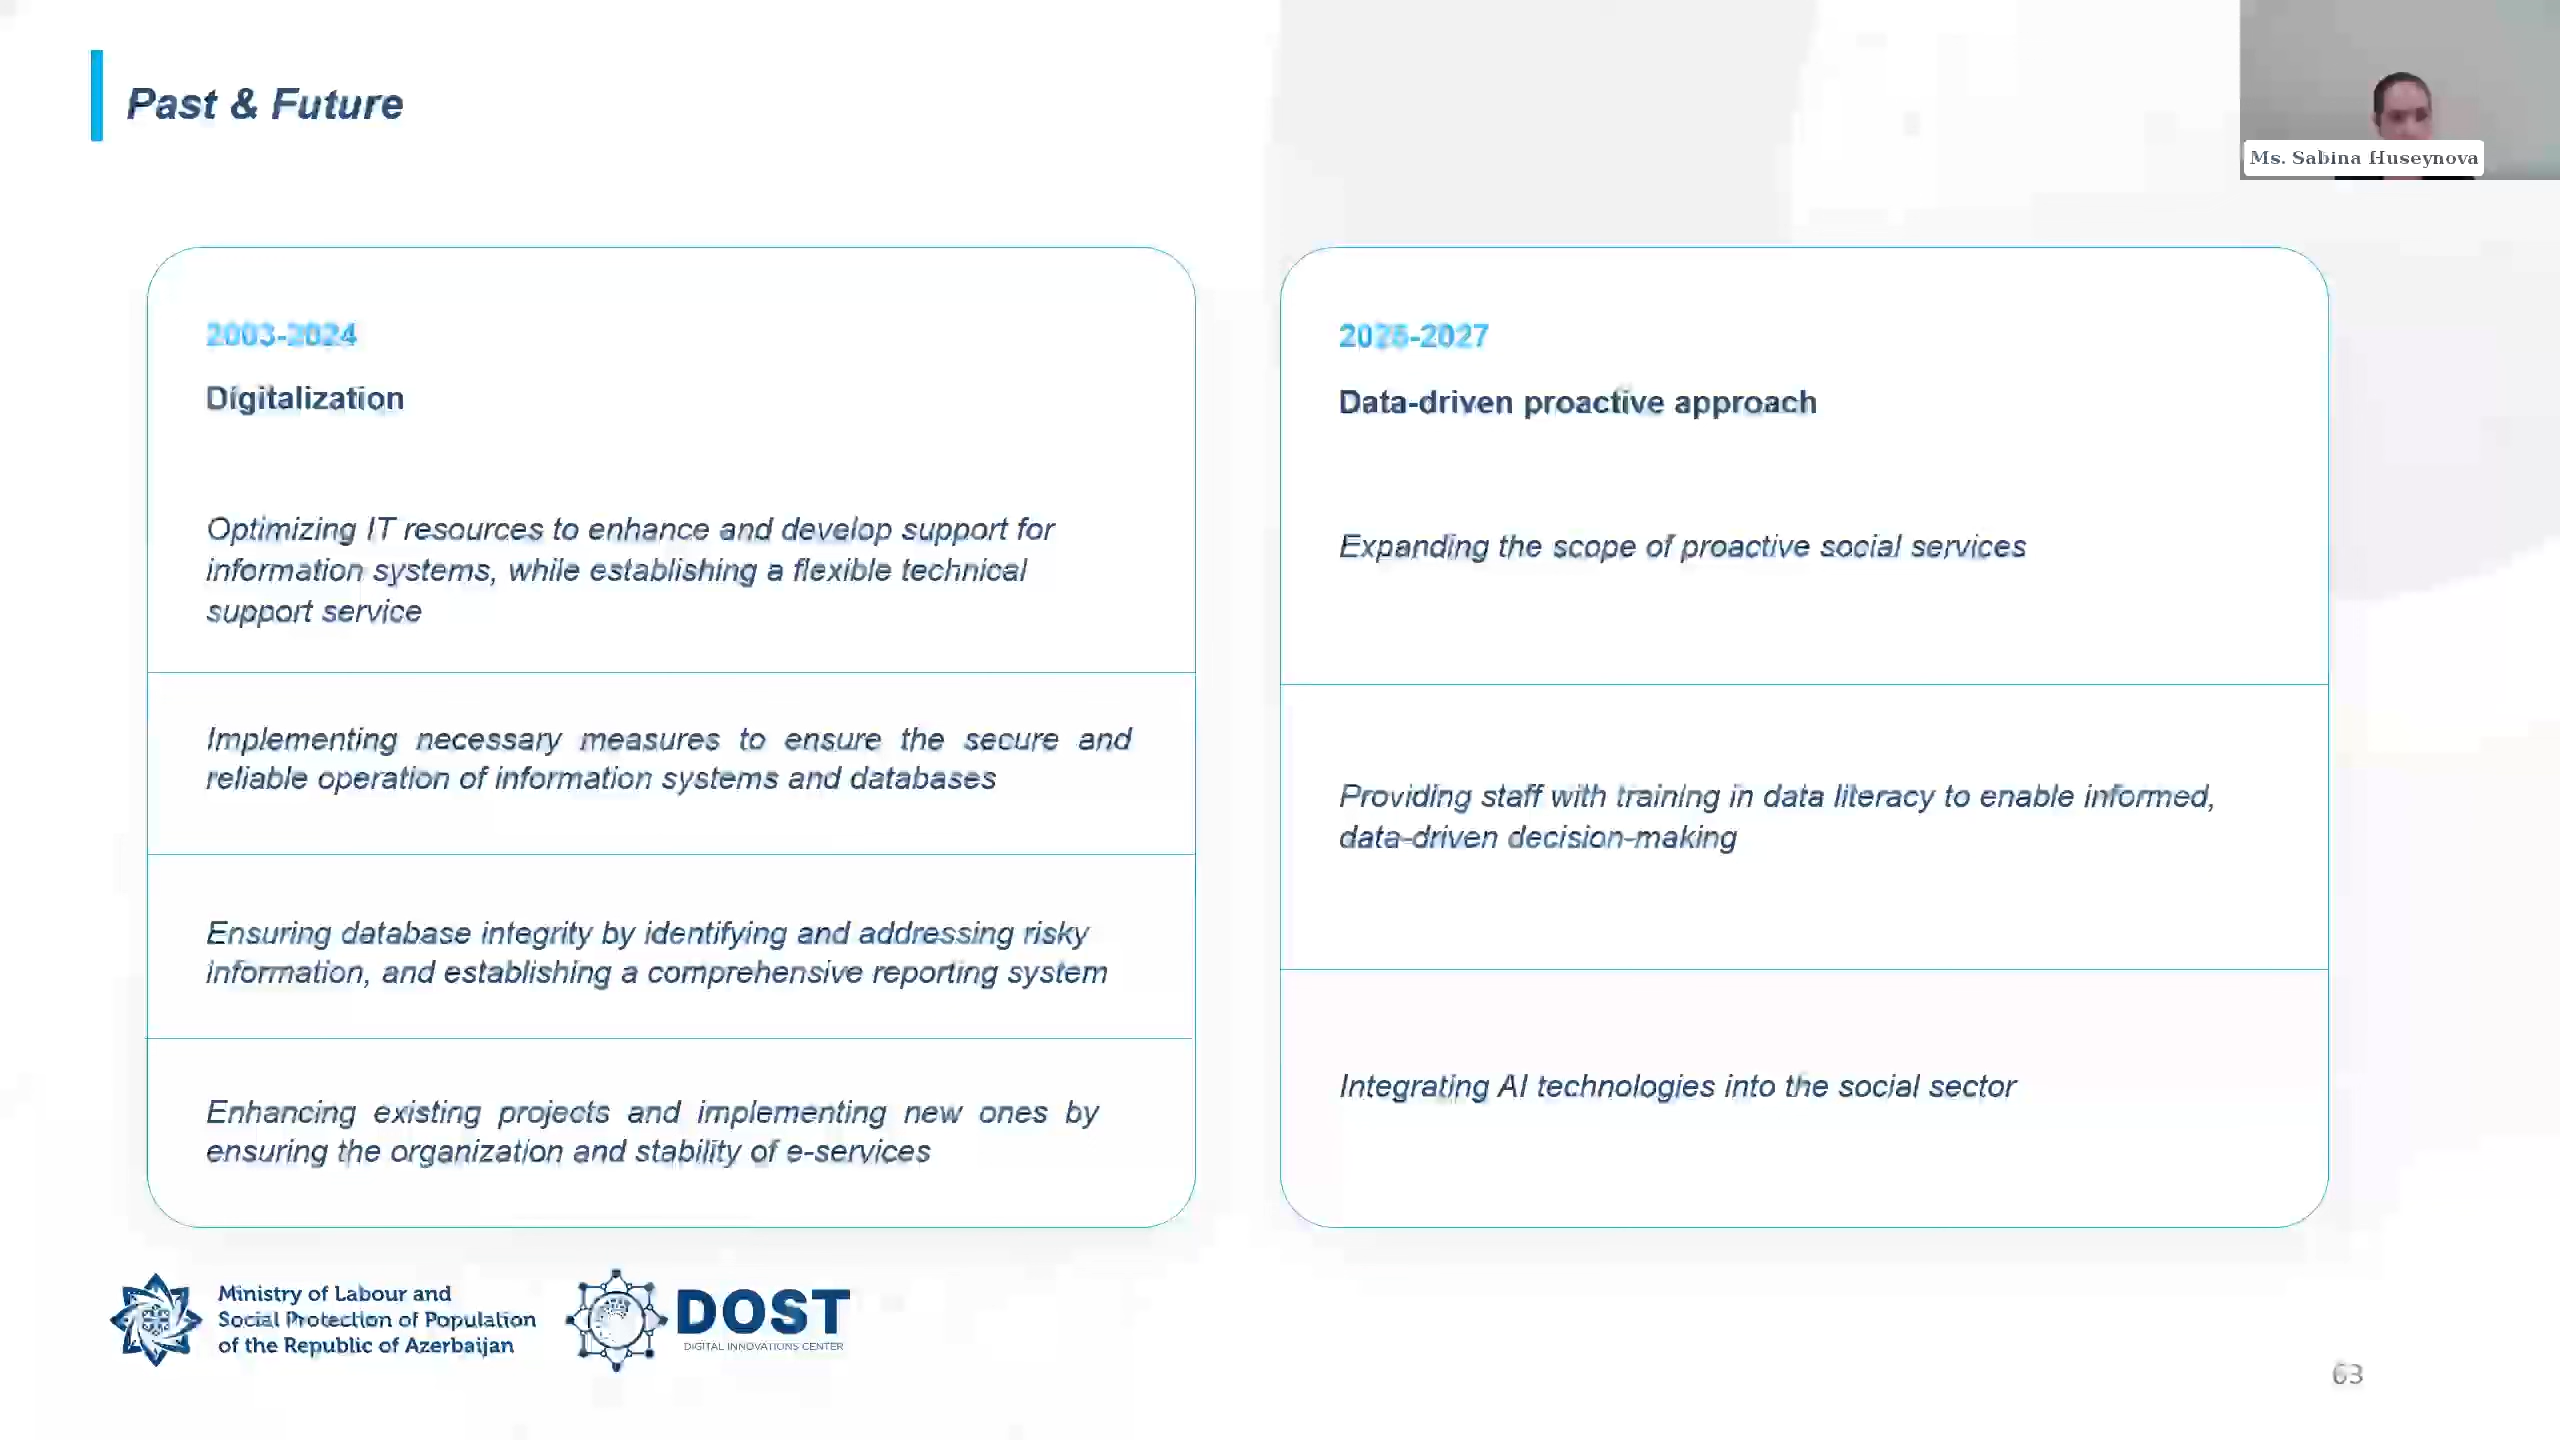 Past & Future
Ms. Sabina Huseynova
2003-2024
Digitalization
Optimizing IT resources to enhance and develop support for
information systems, while establishing a flexible technical
support service
Implementing necessary measures to ensure the secure and
reliable operation of information systems and databases
Ensuring database integrity by identifying and addressing risky
information, and establishing a comprehensive reporting system
Enhancing existing projects and implementing new ones by
ensuring the organization and stability of e-services
2025-2027
Data-driven proactive approach
Expanding the scope of proactive social services
Providing staff with training in data literacy to enable informed,
data-driven decision-making
Integrating AI technologies into the social sector
Ministry of Labour and
Social Protection of Population
of the Republic of Azerbaijan
DOST
DIGITAL INNOVATIONS CENTER
63